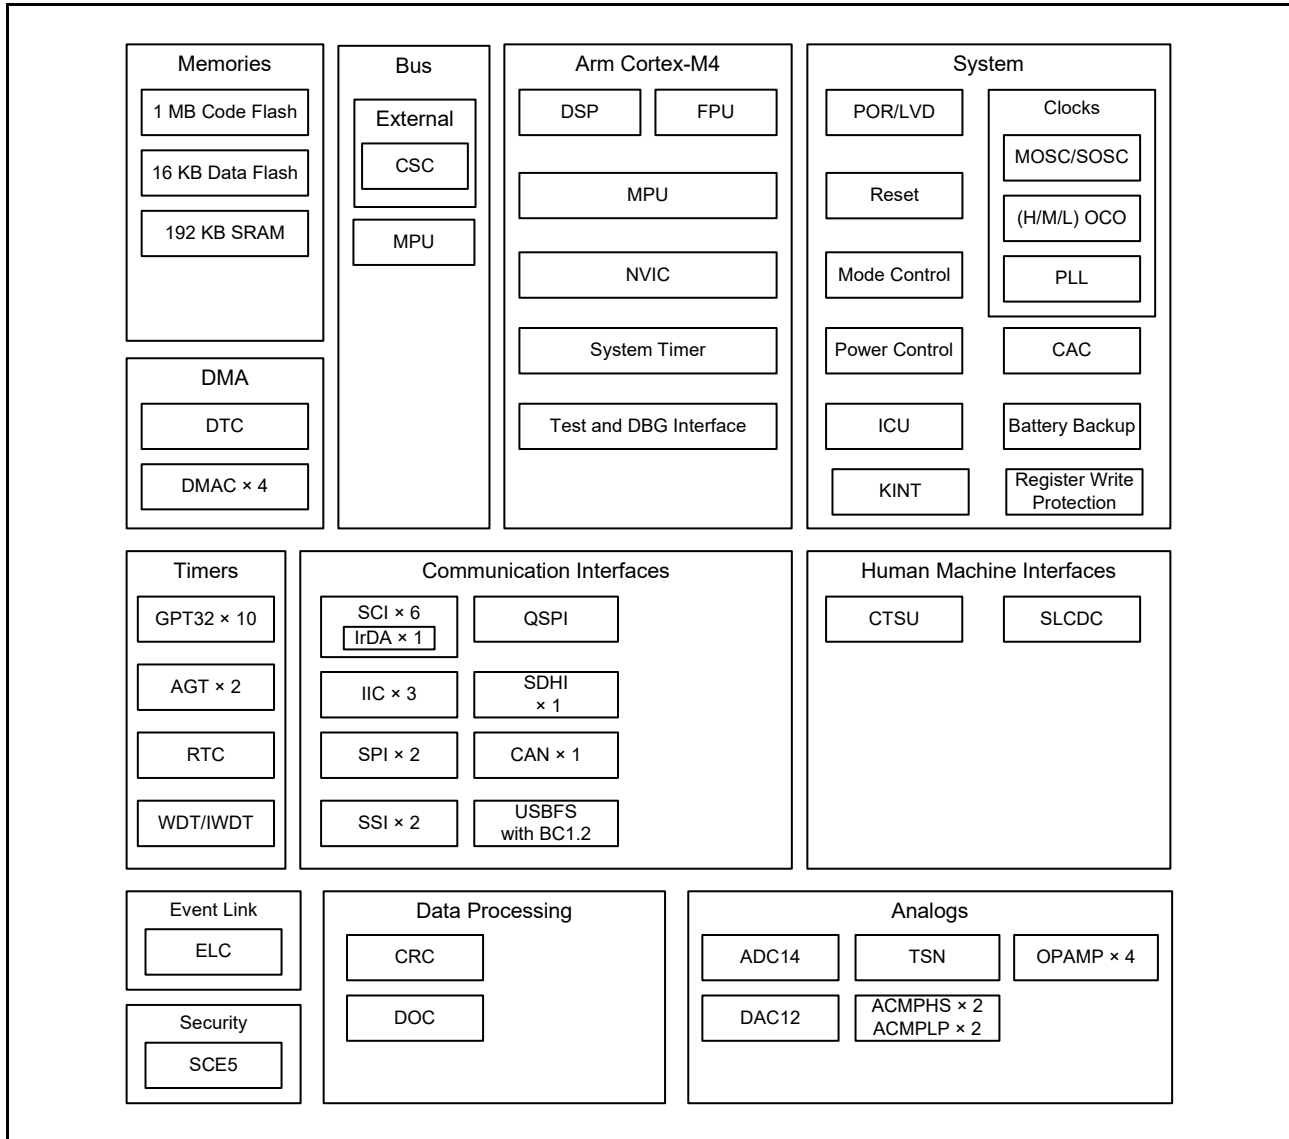 Memories
1 MB Code Flash
16 KB Data Flash
192 KB SRAM
DMA
DTC
DMAC × 4
Bus
External
CSC
MPU
Arm Cortex-M4
DSP
FPU
MPU
NVIC
System Timer
Test and DBG Interface
System
POR/LVD
Reset
Mode Control
Power Control
ICU
KINT
Clocks
MOSC/SOSC
(H/M/L) OCO
PLL
CAC
Battery Backup
Register Write
Protection
Timers
GPT32 × 10
AGT × 2
RTC
WDT/IWDT
Communication Interfaces
SCI × 6
IrDA × 1
IIC × 3
SPI × 2
SSI × 2
QSPI
SDHI
× 1
CAN × 1
USBFS
with BC1.2
Human Machine Interfaces
CTSU
SLCDC
Event Link
ELC
Security
SCE5
Data Processing
CRC
DOC
Analogs
ADC14
TSN
OPAMP × 4
DAC12
ACMPHS × 2
ACMPLP × 2